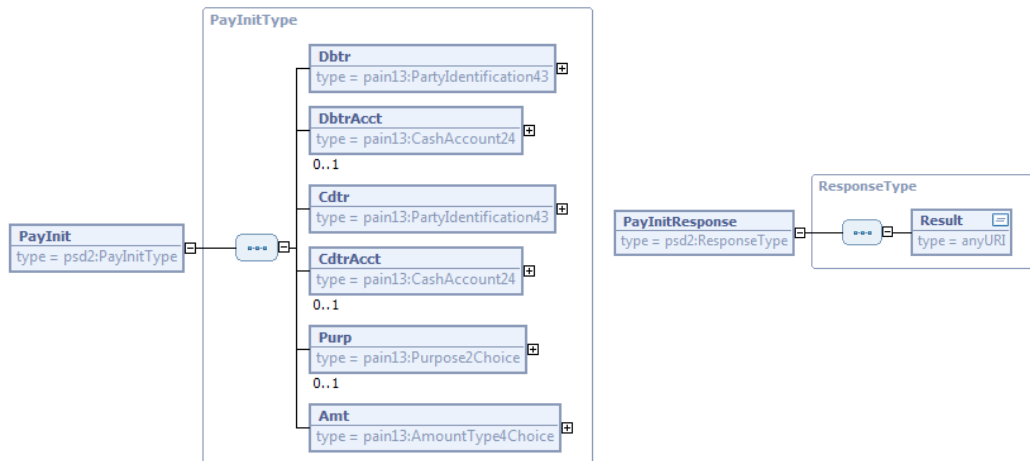 PayInitType
Dbtr
type = pain13:PartyIdentification43
DbtrAcct
type = pain13:CashAccount24
0..1
Cdtr
type = pain13:PartyIdentification43
PayInit
type = psd2:PayInitType
CdtrAcct
type = pain13:CashAccount24
0..1
Purp
type = pain13:Purpose2Choice
0..1
Amt
type = pain13:AmountType4Choice
ResponseType
PayInitResponse
type = psd2:ResponseType
Result
type = anyURI